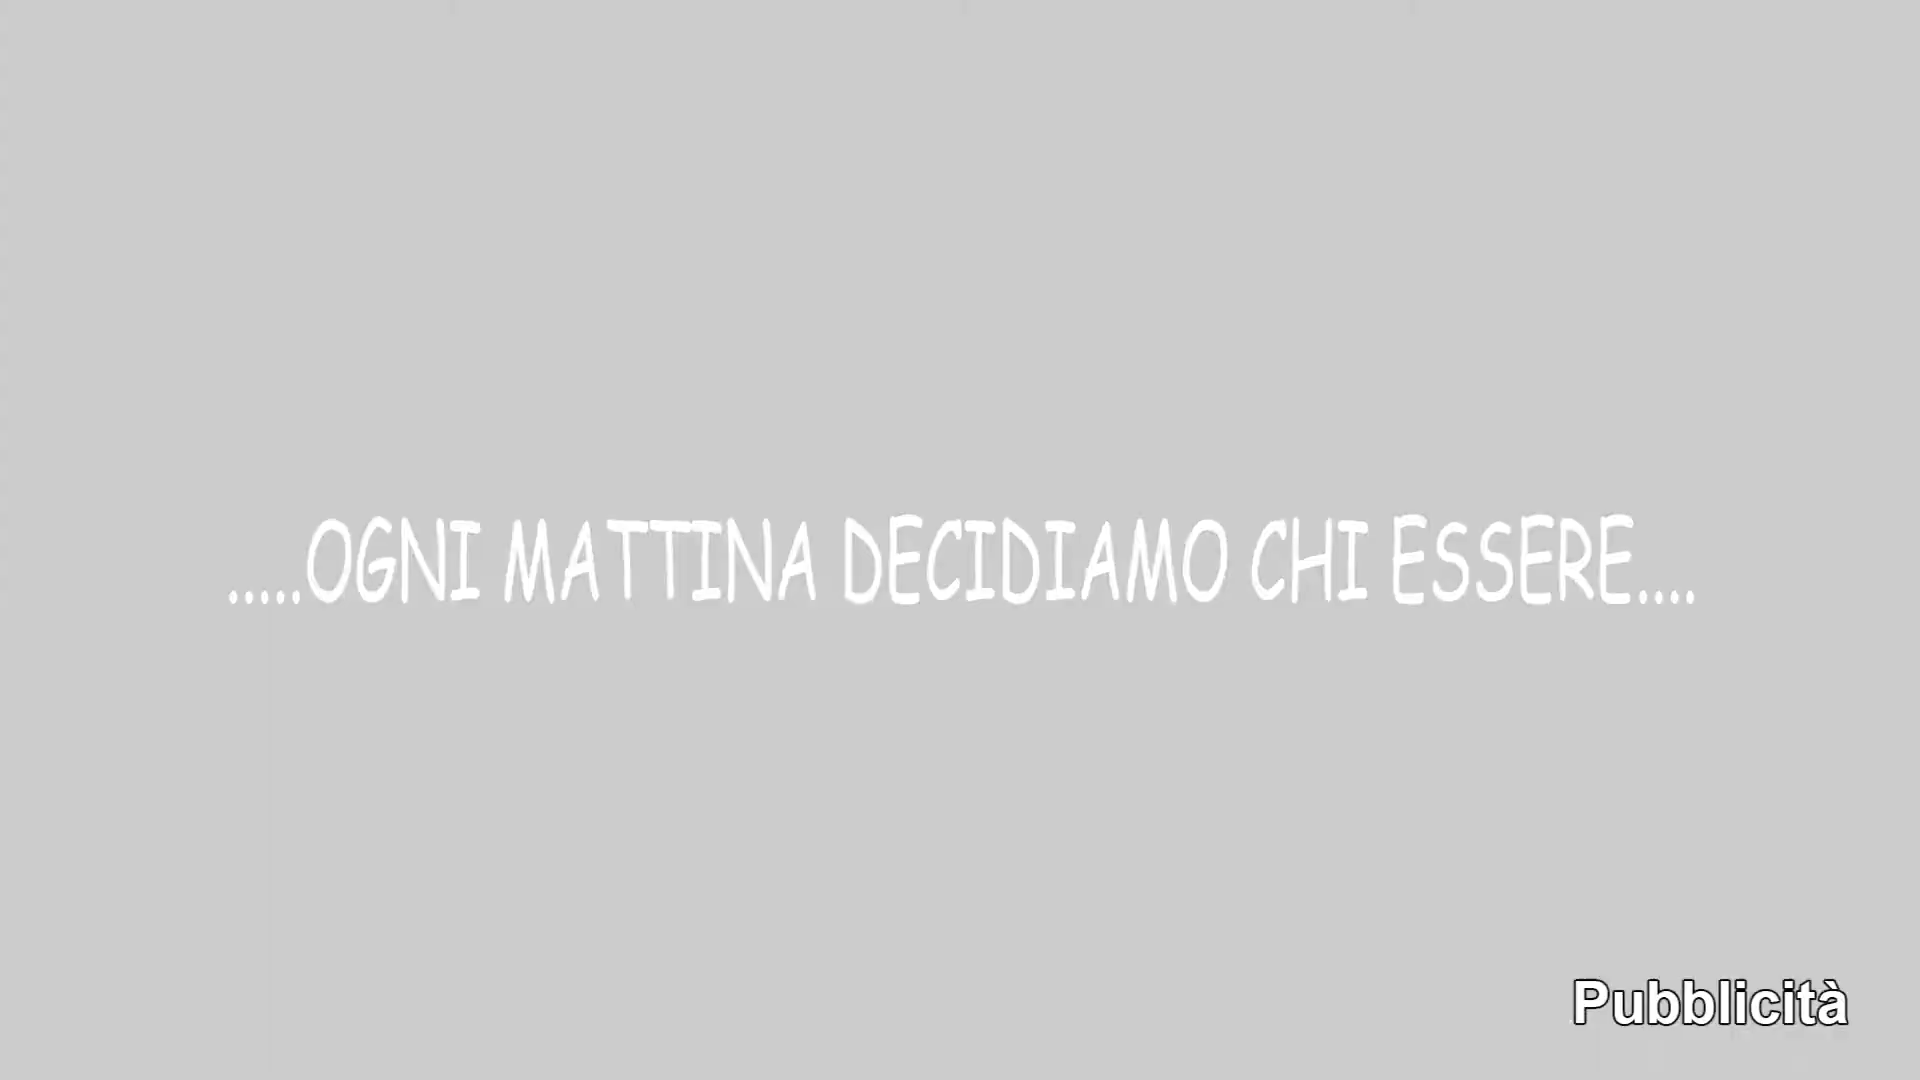 .....OGNI MATTINA DECIDIAMO CHI ESSERE....
Pubblicità